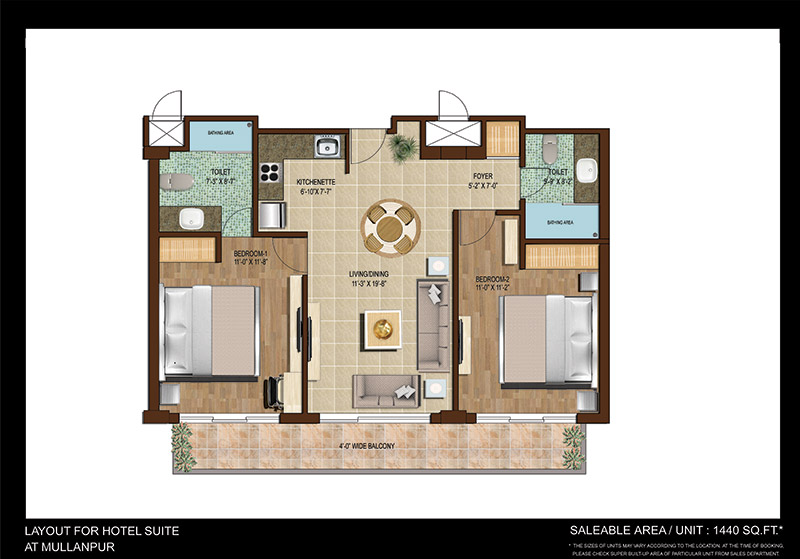 BATHING AREA
TOILET
7'-3" X 8'-7"
KITCHENETTE
6'-10"X 7'-7"
FOYER
5'-2" X 7'-0"
TOILET
5'-9" X 8'-2"
BATHING AREA
BEDROOM-1
11'-0" X 11'-8"
LIVING/DINING
11'-3" X 19'-8"
BEDROOM-2
11'-0" X 11'-2"
4'-0" WIDE BALCONY
LAYOUT FOR HOTEL SUITE
AT MULLANPUR
SALEABLE AREA / UNIT : 1440 SQ.FT.*
* THE SIZES OF UNITS MAY VARY ACCORDING TO THE LOCATION AT THE TIME OF BOOKING.
PLEASE CHECK SUPER BUILT-UP AREA OF PARTICULAR UNIT FROM SALES DEPARTMENT.